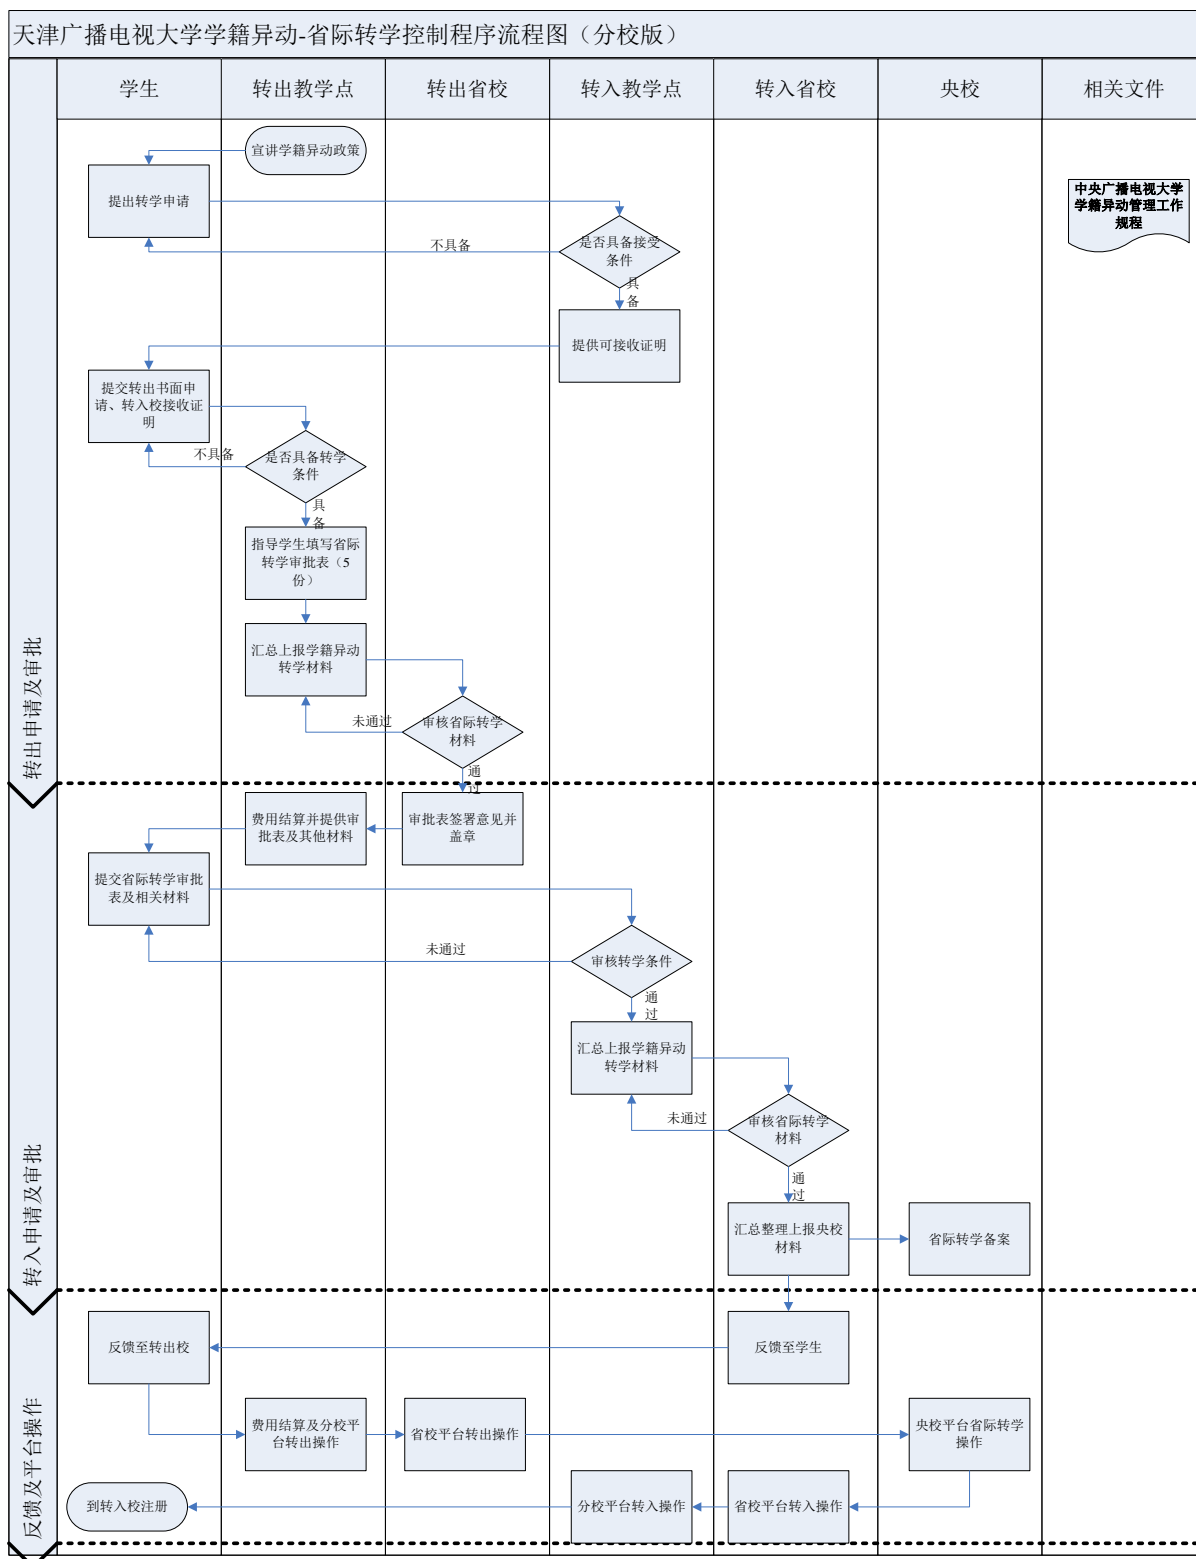 天津广播电视大学学籍异动-省际转学控制程序流程图（分校版）
学生
转出教学点
转出省校
转入教学点
转入省校
央校
相关文件
宣讲学籍异动政策
提出转学申请
中央广播电视大学
学籍异动管理工作
规程
是否具备接受
条件
不具备
具
备
提供可接收证明
提交转出书面申
请、转入校接收证
明
不具备
是否具备转学
条件
具
备
指导学生填写省际
转学审批表（5
份）
汇总上报学籍异动
转学材料
未通过
审核省际转学
材料
通
过
转出申请及审批
费用结算并提供审
批表及其他材料
审批表签署意见并
盖章
提交省际转学审批
表及相关材料
未通过
审核转学条件
通
过
汇总上报学籍异动
转学材料
未通过
审核省际转学
材料
通
过
汇总整理上报央校
材料
省际转学备案
转入申请及审批
反馈至转出校
反馈至学生
费用结算及分校平
台转出操作
省校平台转出操作
央校平台省际转学
操作
到转入校注册
分校平台转入操作
省校平台转入操作
反馈及平台操作